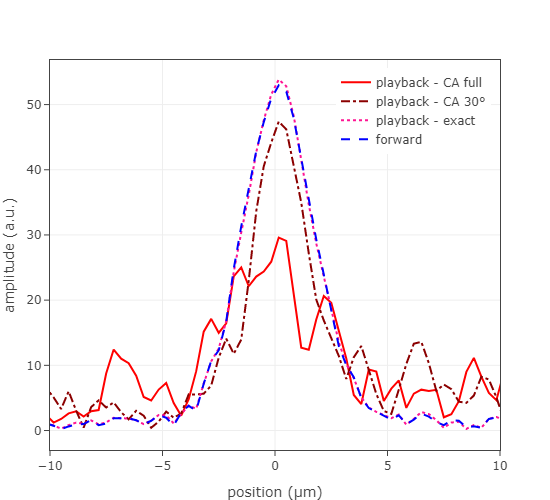 playback - CA full
playback - CA 30°
playback - exact
forward
amplitude (a.u.)
50
40
30
20
10
0
−10
−5
0
5
10
position (μm)